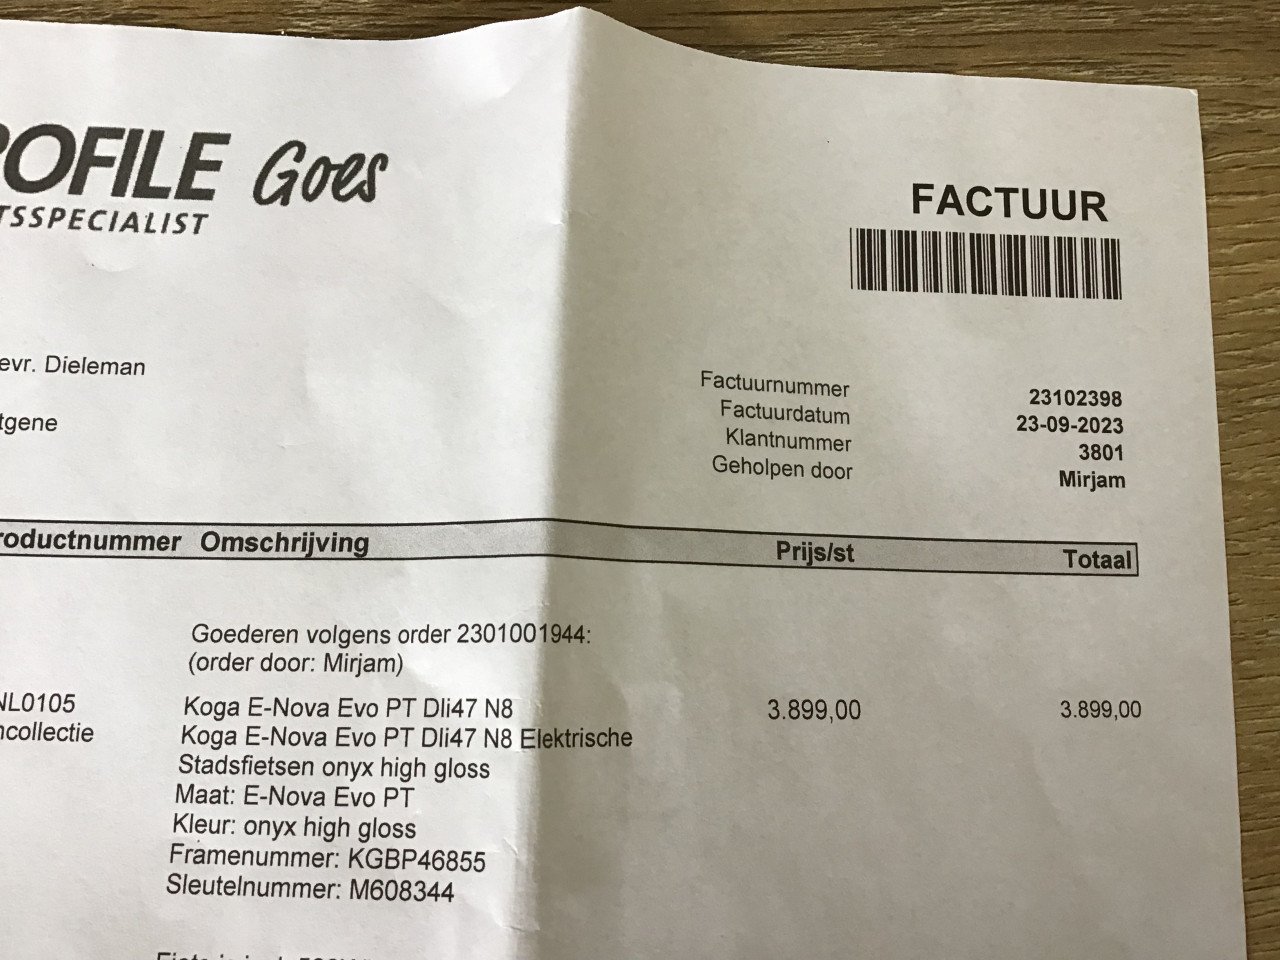 ROFILE Goes
TSSPECIALIST
FACTUUR
evr. Dieleman
tgene
Factuurnummer 23102398
Factuurdatum 23-09-2023
Klantnummer 3801
Geholpen door Mirjam
roductnummer Omschrijving Prijs/st Totaal
Goederen volgens order 2301001944:
(order door: Mirjam)
NL0105 Koga E-Nova Evo PT Dli47 N8 3.899,00 3.899,00
ncollectie Koga E-Nova Evo PT Dli47 N8 Elektrische
Stadsfietsen onyx high gloss
Maat: E-Nova Evo PT
Kleur: onyx high gloss
Framenummer: KGBP46855
Sleutelnummer: M608344